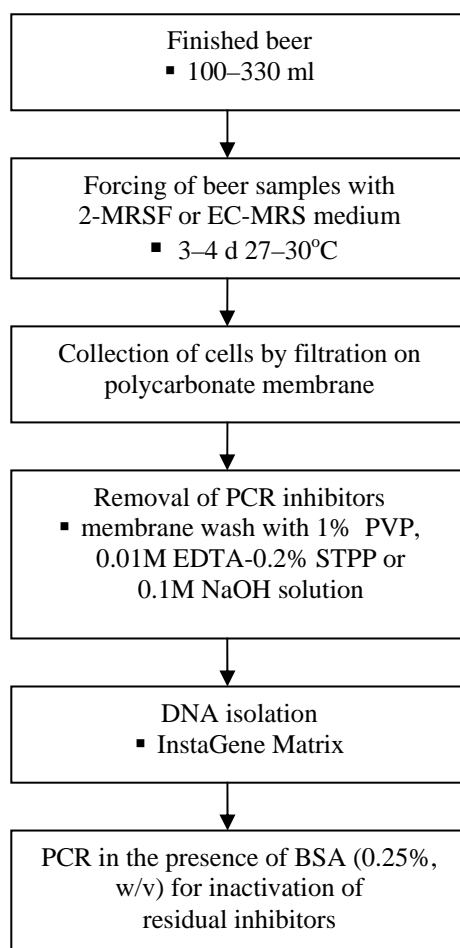 Finished beer
▪ 100–330 ml
Forcing of beer samples with
2-MRSF or EC-MRS medium
▪ 3–4 d 27–30°C
Collection of cells by filtration on
polycarbonate membrane
Removal of PCR inhibitors
▪ membrane wash with 1% PVP,
0.01M EDTA-0.2% STPP or
0.1M NaOH solution
DNA isolation
▪ InstaGene Matrix
PCR in the presence of BSA (0.25%,
w/v) for inactivation of
residual inhibitors